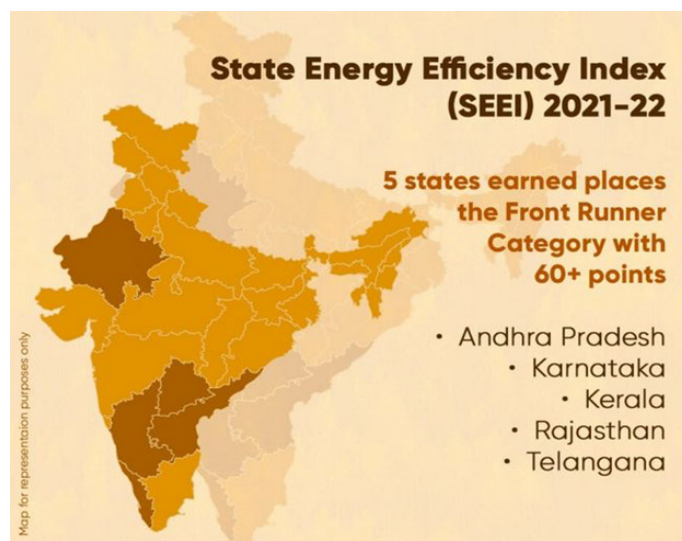 State Energy Efficiency Index
(SEEI) 2021-22
5 states earned places
the Front Runner
Category with
60+ points
• Andhra Pradesh
• Karnataka
• Kerala
• Rajasthan
• Telangana
Map for representaion purposes only